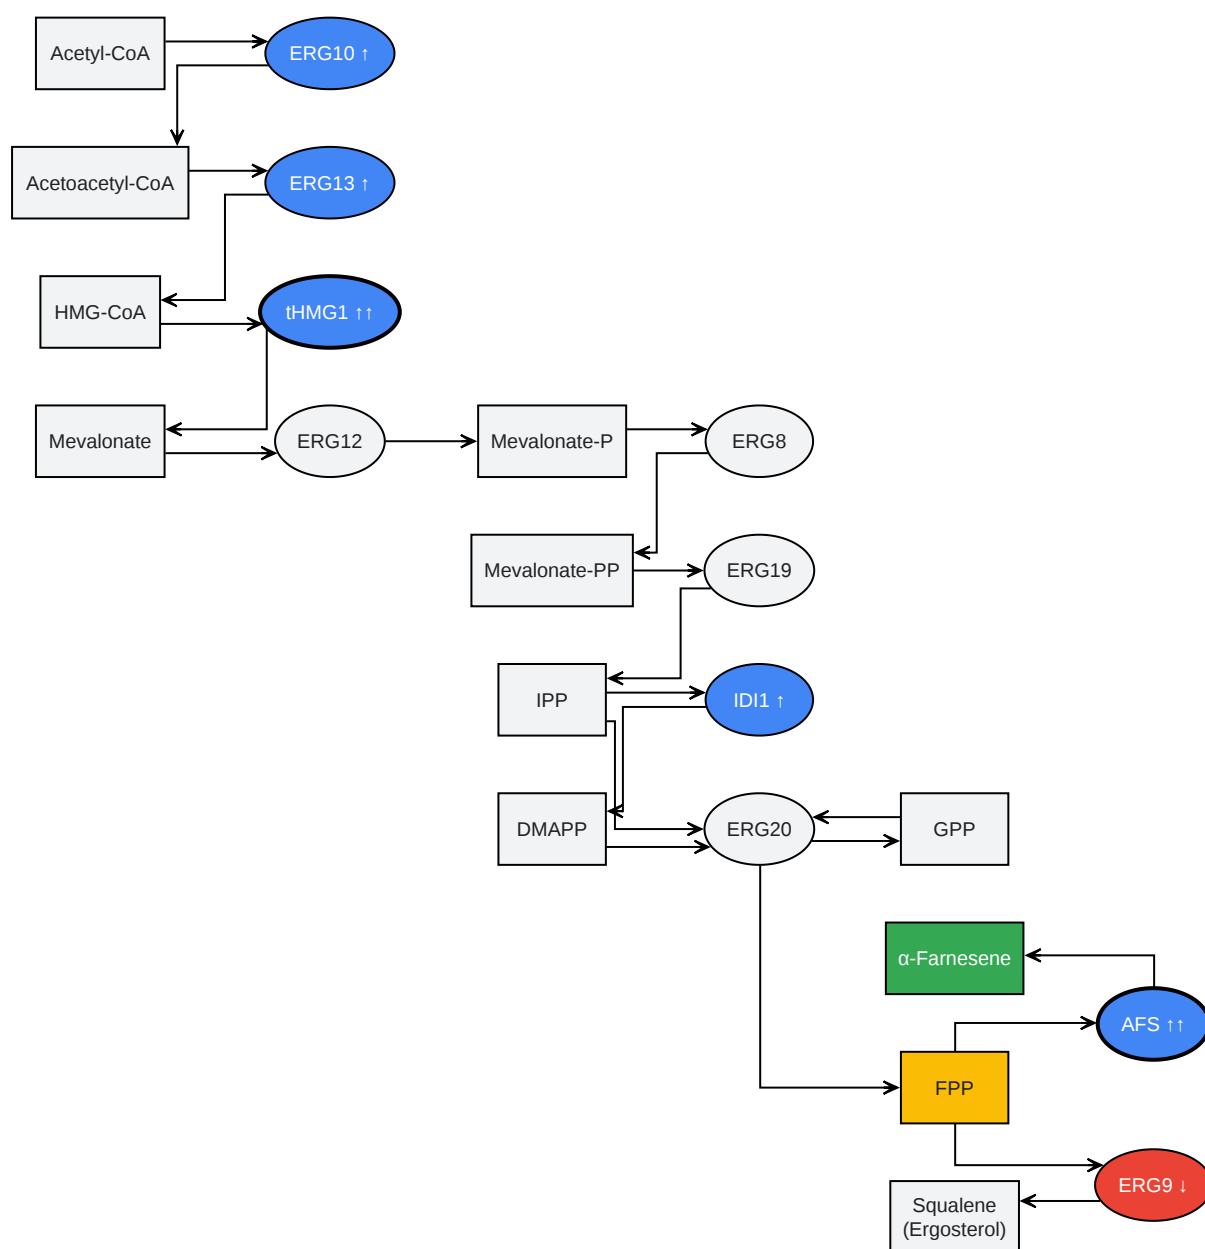 Acetyl-CoA
ERG10 ↑
Acetoacetyl-CoA
ERG13 ↑
HMG-CoA
tHMG1 ↑↑
Mevalonate
ERG12
Mevalonate-P
ERG8
Mevalonate-PP
ERG19
IPP
IDI1 ↑
DMAPP
ERG20
GPP
α-Farnesene
AFS ↑↑
FPP
ERG9 ↓
Squalene
(Ergosterol)